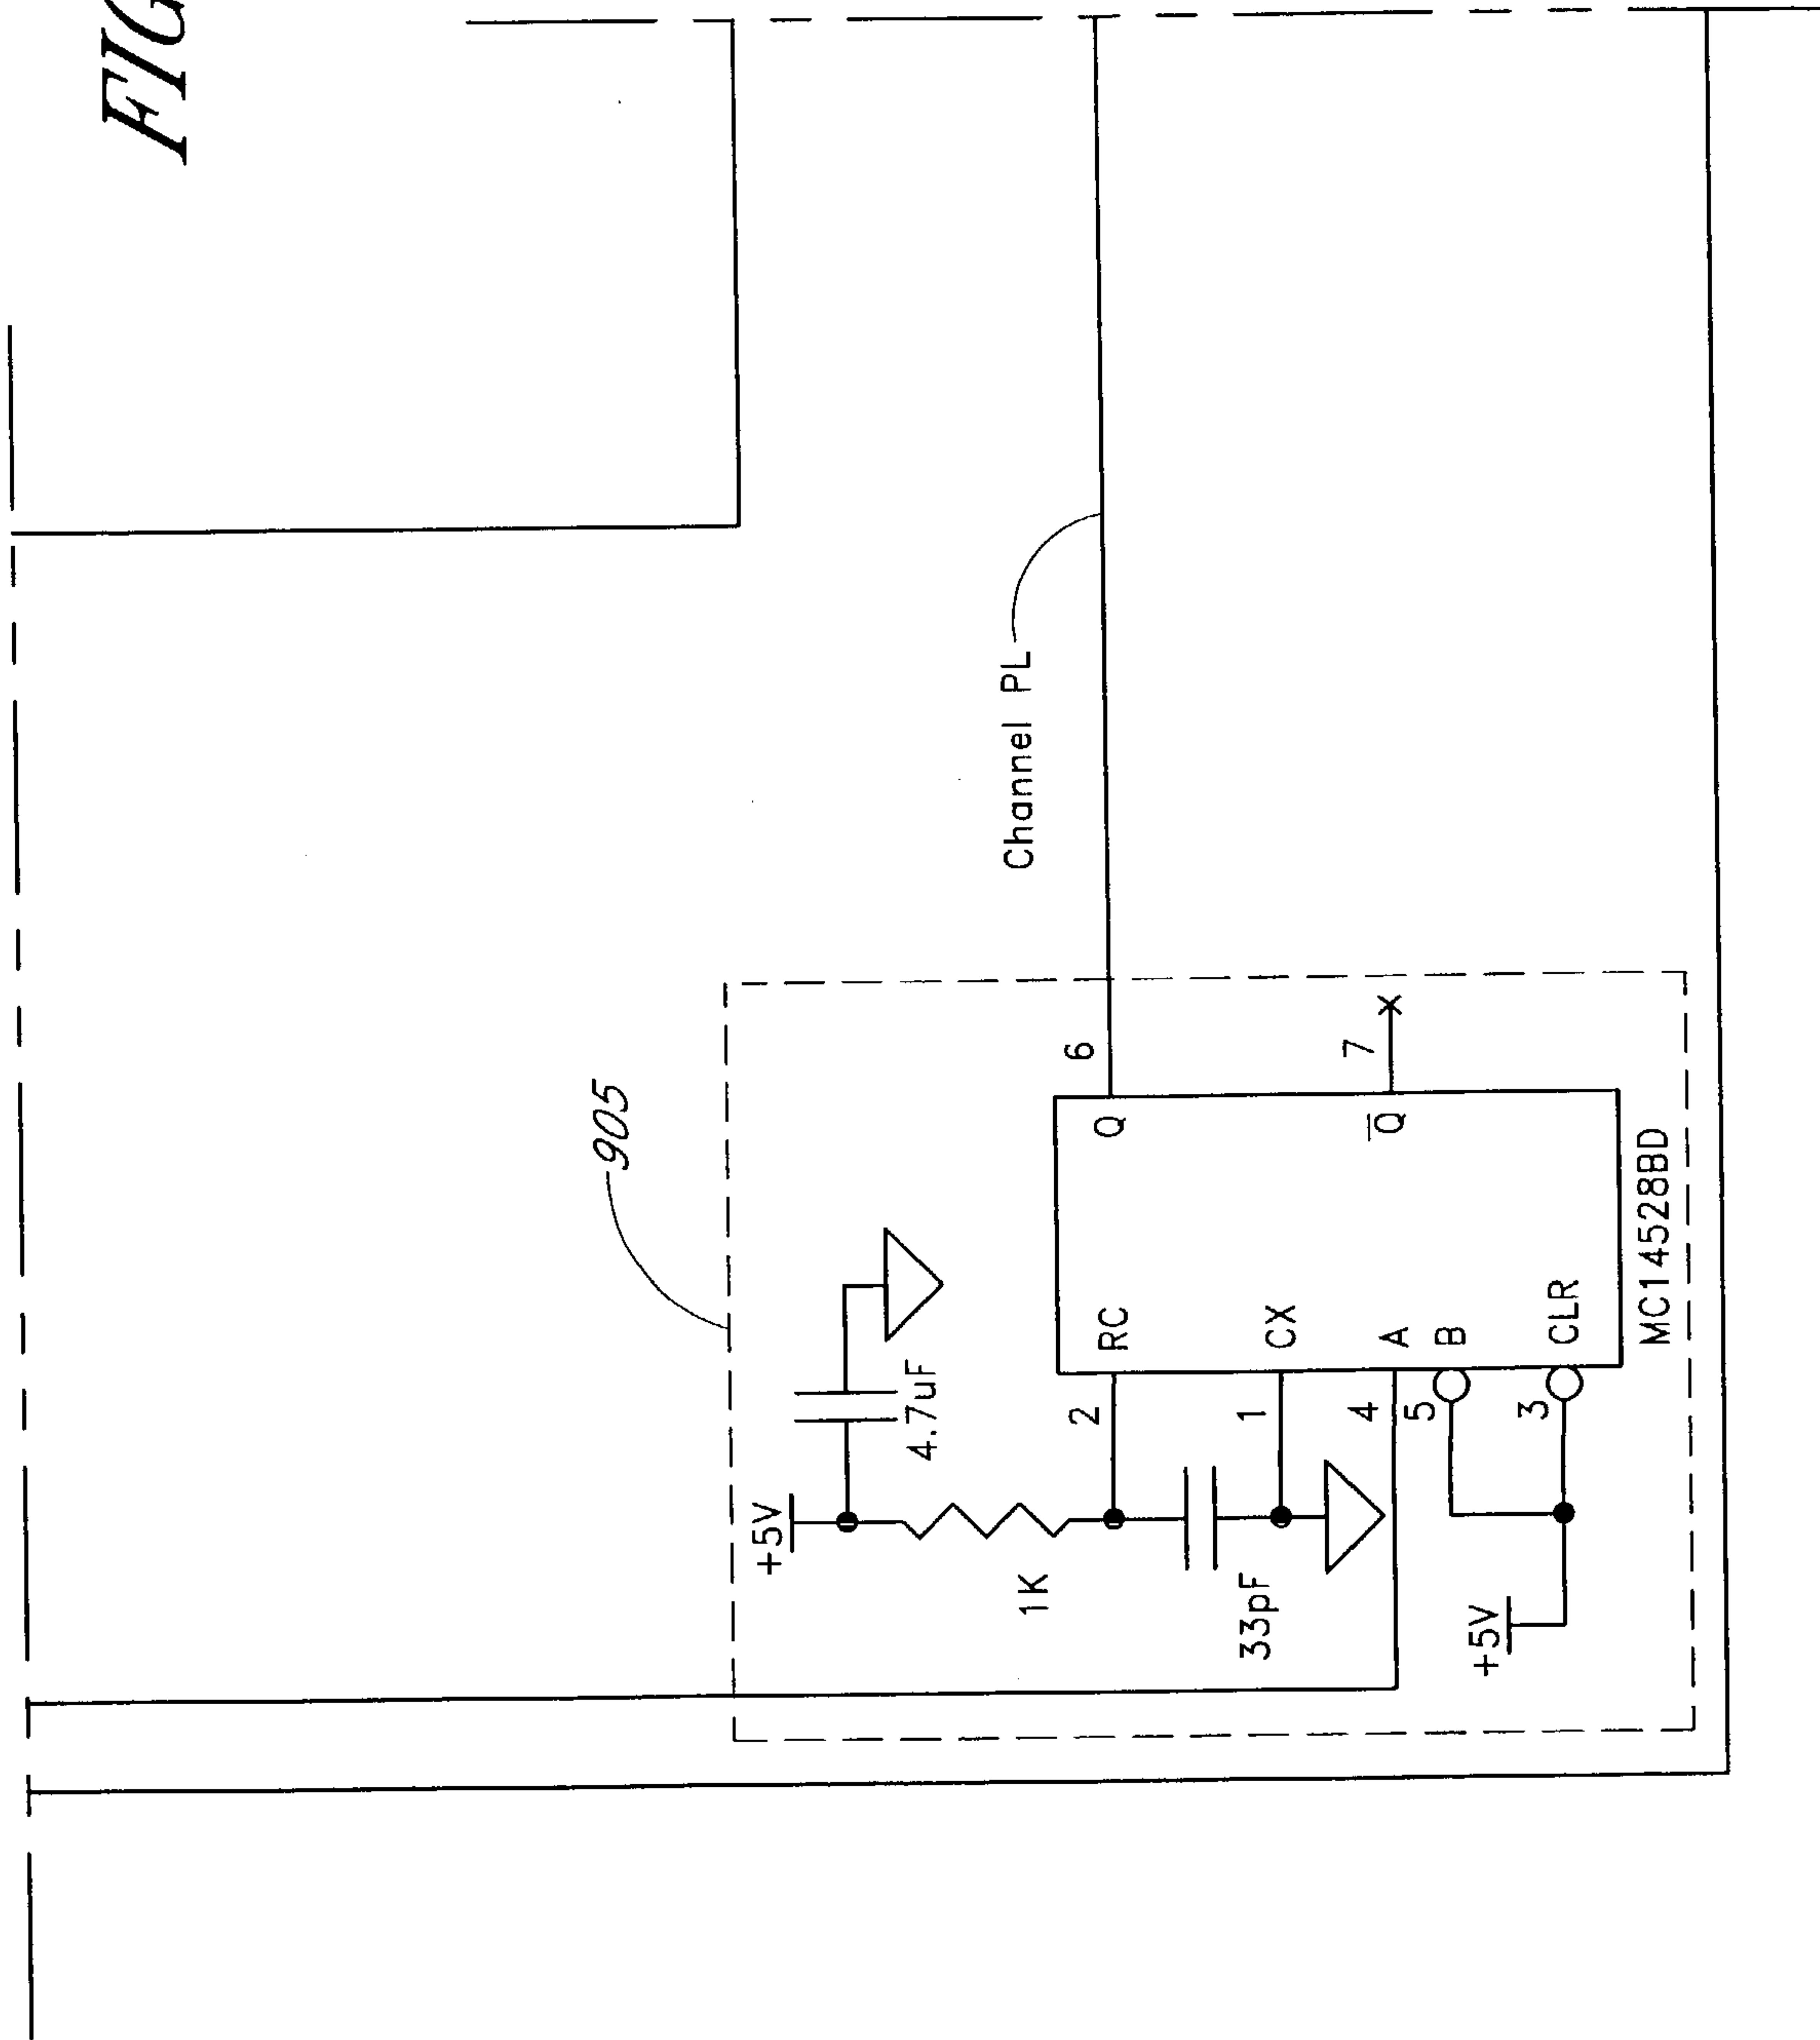 FIG
905
Channel PL
+5V
4.7uF
1K
2
RC
Q
6
33pF
1
CX
4
A
5
B
Q̅
7
+5V
3
CLR
MC14528BD